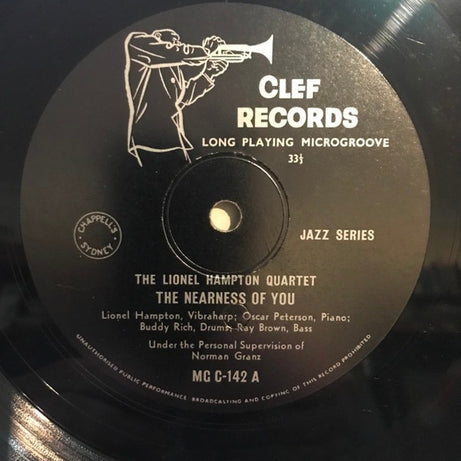 CLEF
RECORDS
LONG PLAYING MICROGROOVE
33⅓
CHAPPELL'S
SYDNEY
JAZZ SERIES
THE LIONEL HAMPTON QUARTET
THE NEARNESS OF YOU
Lionel Hampton, Vibraharp; Oscar Peterson, Piano;
Buddy Rich, Drums; Ray Brown, Bass
Under the Personal Supervision of
Norman Granz
MG C-142 A
UNAUTHORISED PUBLIC PERFORMANCE BROADCASTING AND COPYING OF THIS RECORD PROHIBITED